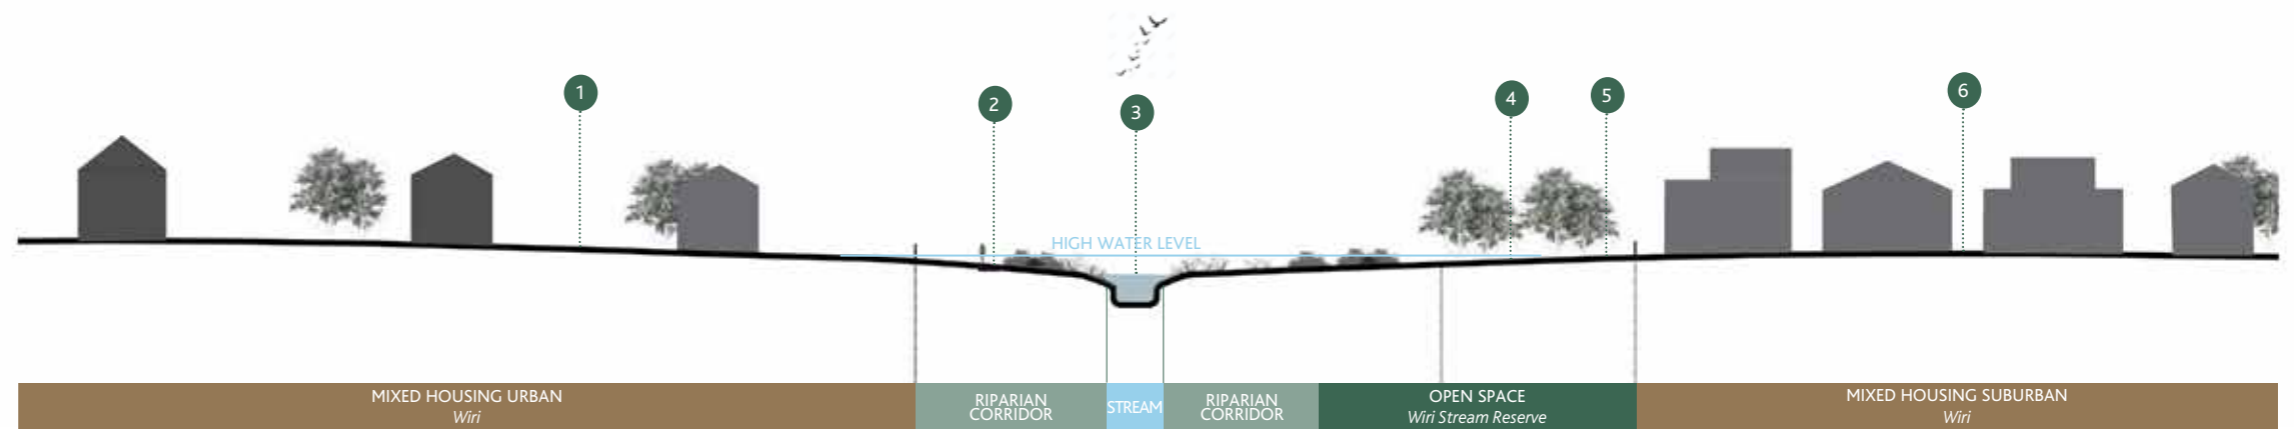 1
2
3
4
5
6
HIGH WATER LEVEL
MIXED HOUSING URBAN
Wiri
RIPARIAN
CORRIDOR
STREAM
RIPARIAN
CORRIDOR
OPEN SPACE
Wiri Stream Reserve
MIXED HOUSING SUBURBAN
Wiri